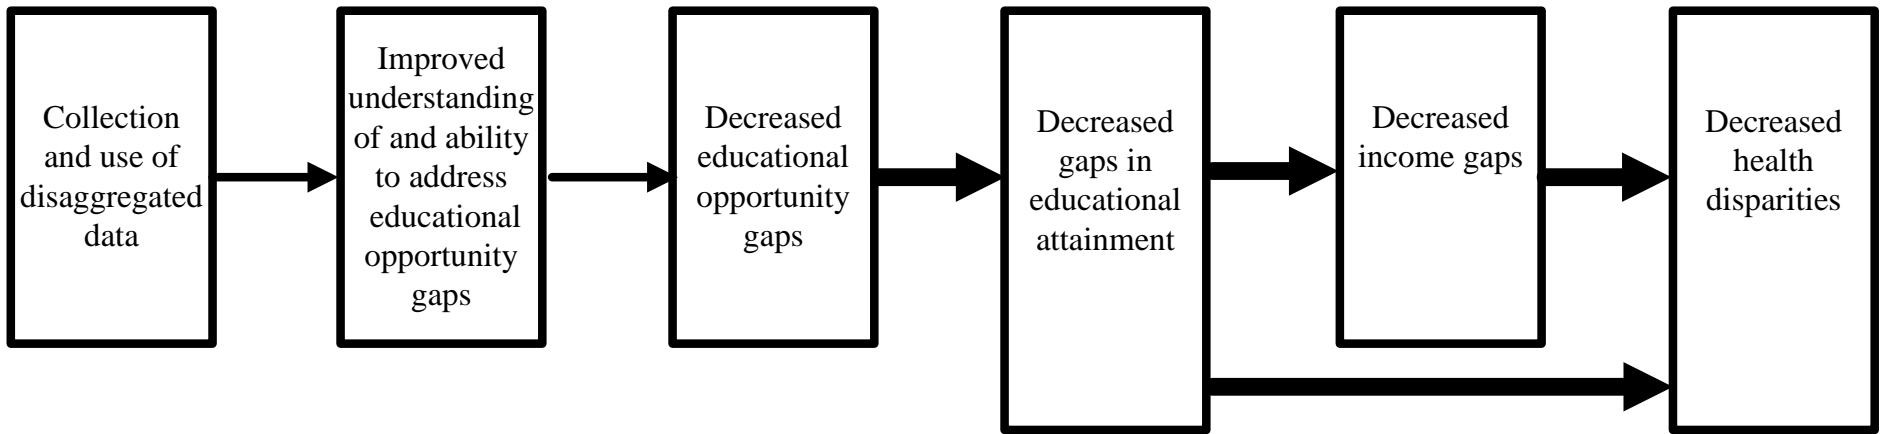 Collection
and use of
disaggregated
data
Improved
understanding
of and ability
to address
educational
opportunity
gaps
Decreased
educational
opportunity
gaps
Decreased
gaps in
educational
attainment
Decreased
income gaps
Decreased
health
disparities